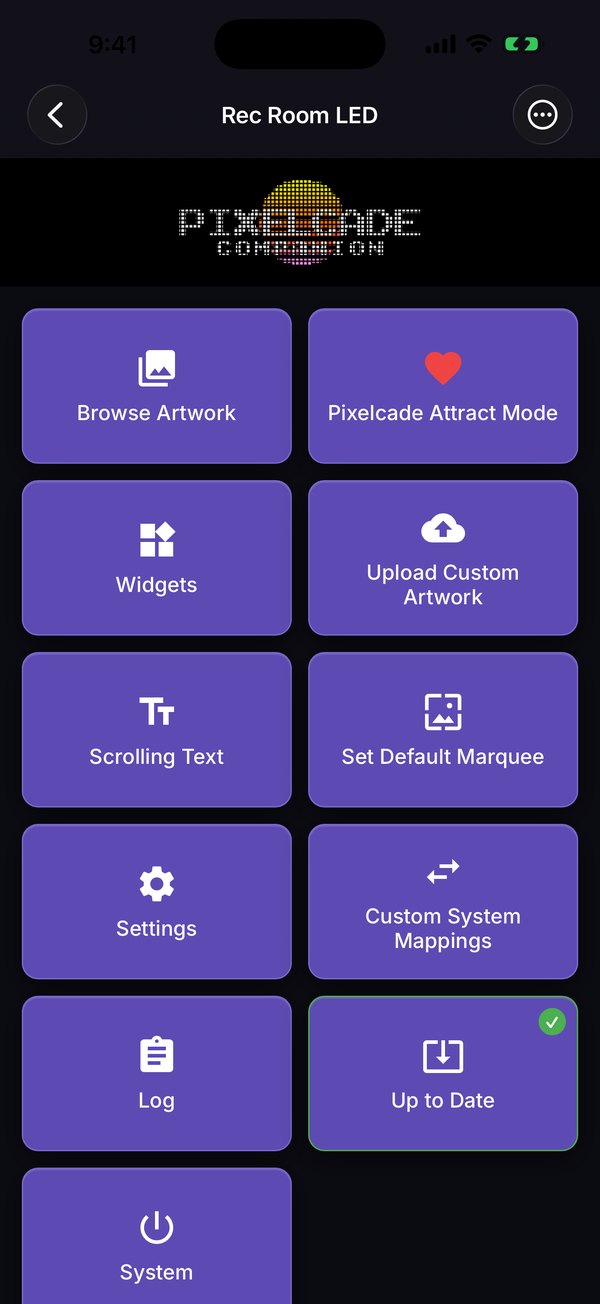 9:41
Rec Room LED
PIXELCADE
COMPANION
Browse Artwork
Pixelcade Attract Mode
Widgets
Upload Custom
Artwork
Scrolling Text
Set Default Marquee
Settings
Custom System
Mappings
Log
Up to Date
System